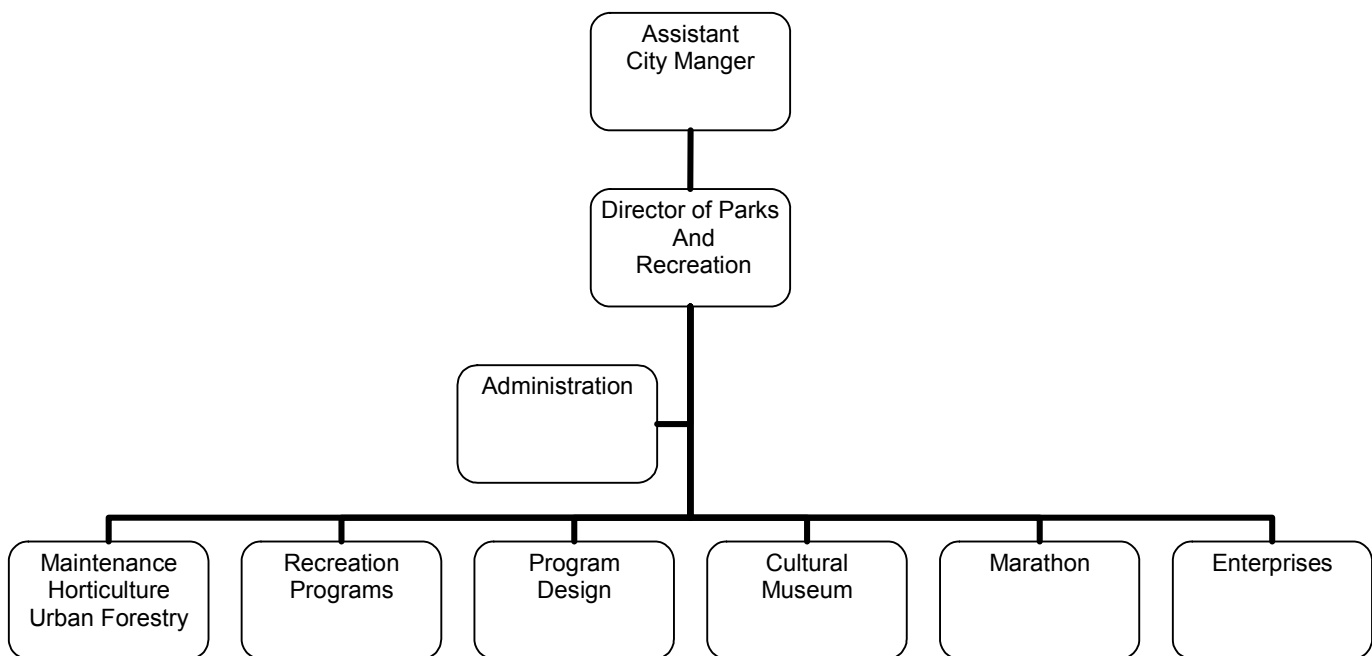 Assistant
City Manger
Director of Parks
And
Recreation
Administration
Maintenance
Horticulture
Urban Forestry
Recreation
Programs
Program
Design
Cultural
Museum
Marathon
Enterprises